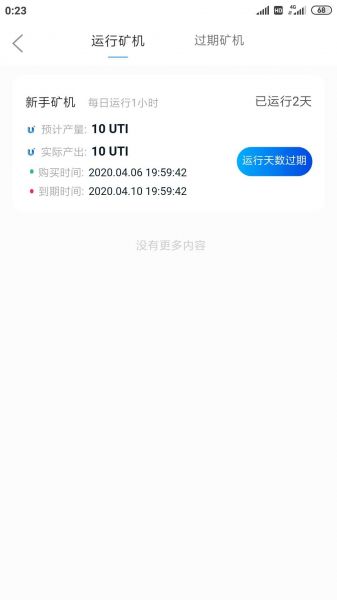 0:23
HD
4G
68
运行矿机 过期矿机
新手矿机 每日运行1小时 已运行2天
预计产量: 10 UTI
实际产出: 10 UTI
运行天数过期
购买时间: 2020.04.06 19:59:42
到期时间: 2020.04.10 19:59:42
没有更多内容